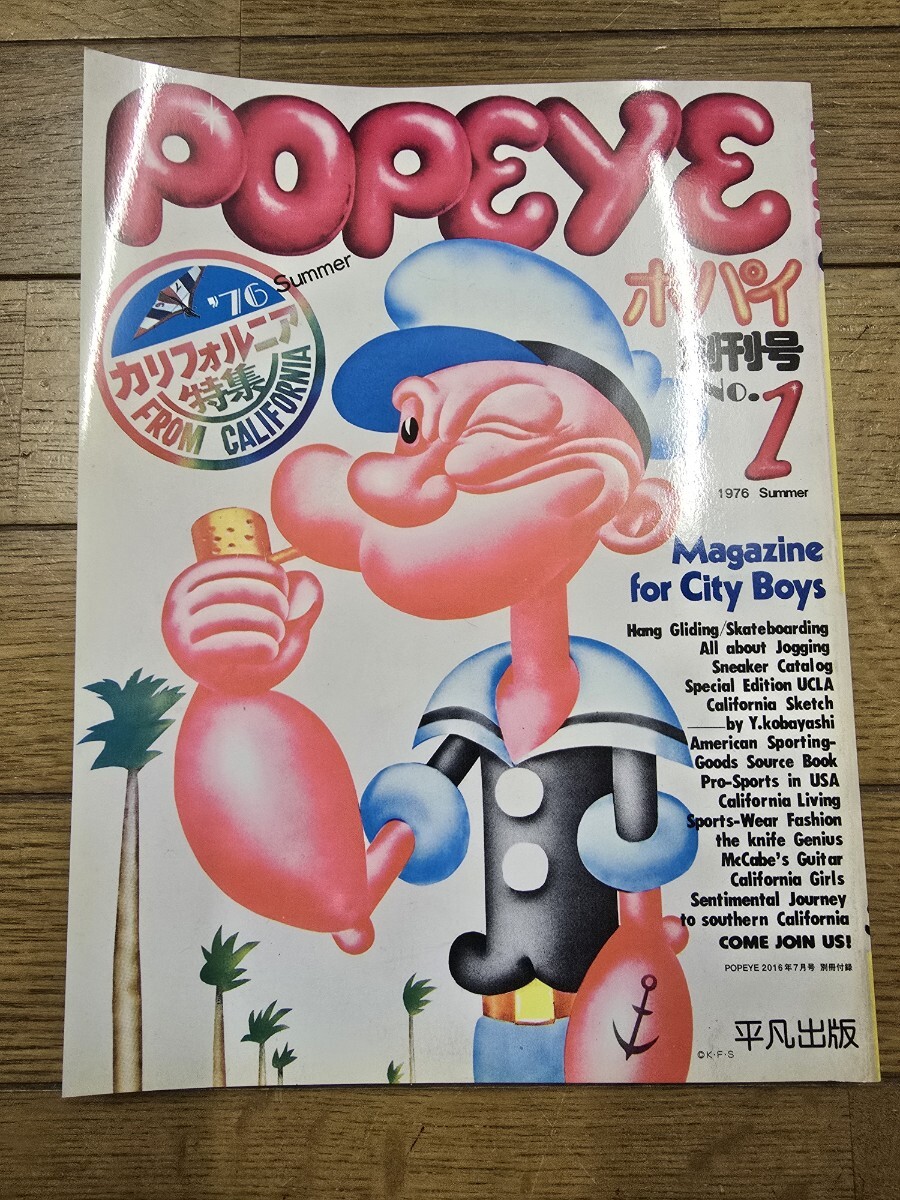 POPEYE
'76 Summer
カリフォルニア
特集
FROM CALIFORNIA
ポパイ
創刊号
No.1
1976 Summer
Magazine
for City Boys
Hang Gliding/Skateboarding
All about Jogging
Sneaker Catalog
Special Edition UCLA
California Sketch
——by Y.kobayashi
American Sporting-
Goods Source Book
Pro-Sports in USA
California Living
Sports-Wear Fashion
the knife Genius
McCabe's Guitar
California Girls
Sentimental Journey
to southern California
COME JOIN US!
POPEYE 2016年7月号 別冊付録
平凡出版
©K·F·S